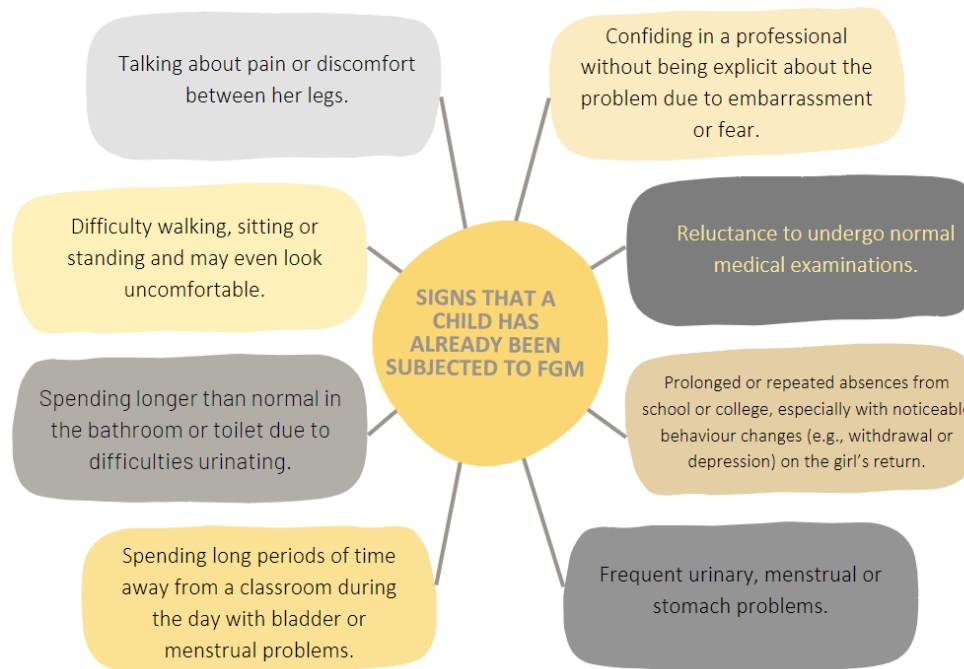 Talking about pain or discomfort
between her legs.
Confiding in a professional
without being explicit about the
problem due to embarrassment
or fear.
Difficulty walking, sitting or
standing and may even look
uncomfortable.
Reluctance to undergo normal
medical examinations.
SIGNS THAT A
CHILD HAS
ALREADY BEEN
SUBJECTED TO FGM
Spending longer than normal in
the bathroom or toilet due to
difficulties urinating.
Prolonged or repeated absences from
school or college, especially with noticeable
behaviour changes (e.g., withdrawal or
depression) on the girl’s return.
Spending long periods of time
away from a classroom during
the day with bladder or
menstrual problems.
Frequent urinary, menstrual or
stomach problems.